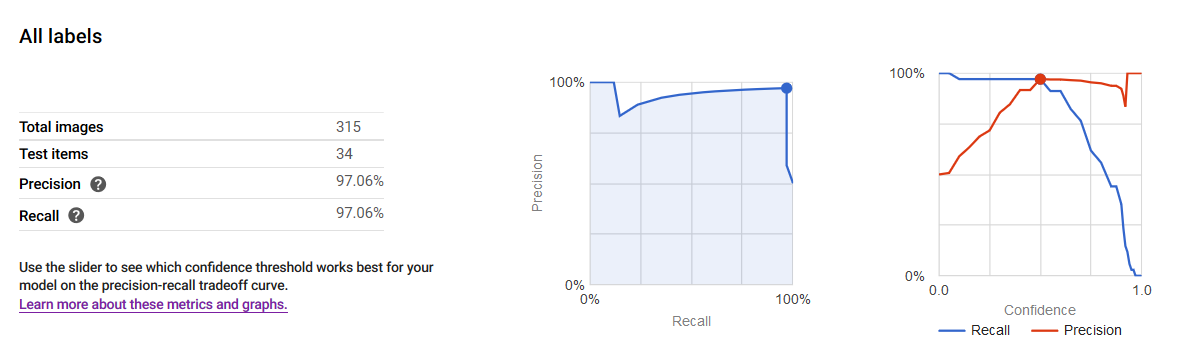 All labels
Total images 315
Test items 34
Precision ? 97.06%
Recall ? 97.06%
Use the slider to see which confidence threshold works best for your
model on the precision-recall tradeoff curve.
Learn more about these metrics and graphs.
100%
Precision
0%
0% 100%
Recall
100%
0%
0.0 1.0
Confidence
Recall Precision